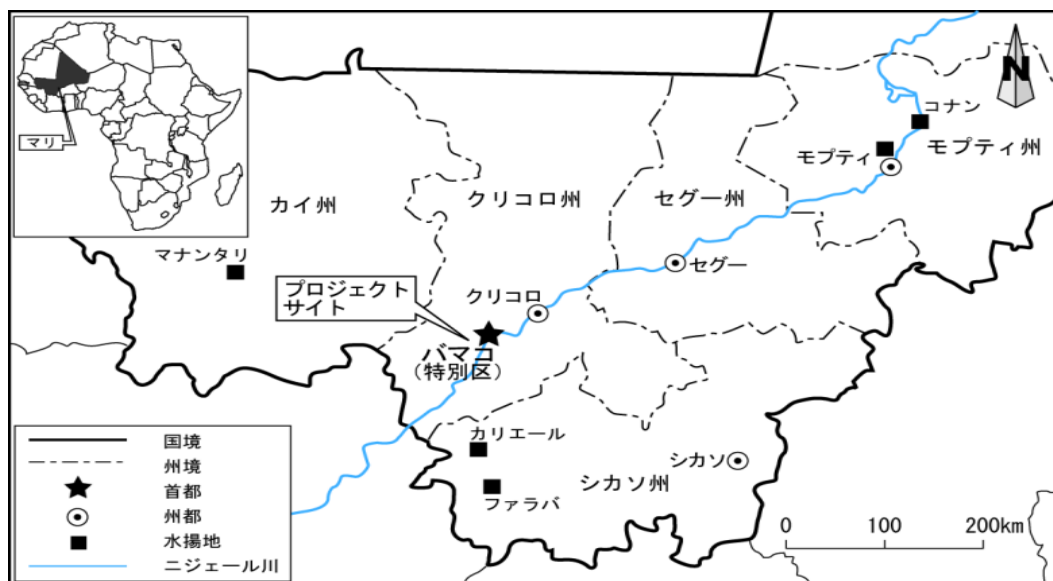 マリ
N
コナン
モプティ
モプティ州
カイ州
クリコロ州
セグー州
マナンタリ
セグー
プロジェクト
サイト
クリコロ
バマコ
(特別区)
カリエール
シカソ
シカソ州
ファラバ
国境
州境
首都
州都
水揚地
ニジェール川
0 100 200km